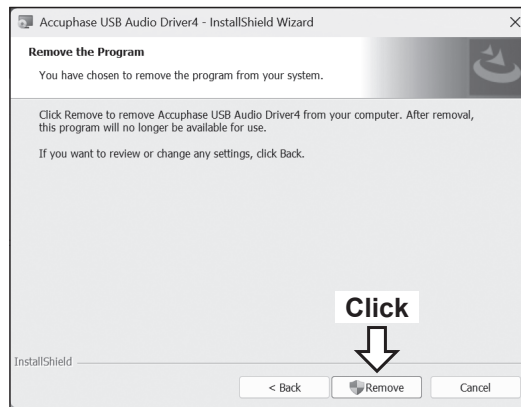 Accuphase USB Audio Driver4 - InstallShield Wizard
Remove the Program
You have chosen to remove the program from your system.
Click Remove to remove Accuphase USB Audio Driver4 from your computer. After removal,
this program will no longer be available for use.
If you want to review or change any settings, click Back.
Click
InstallShield
< Back
Remove
Cancel